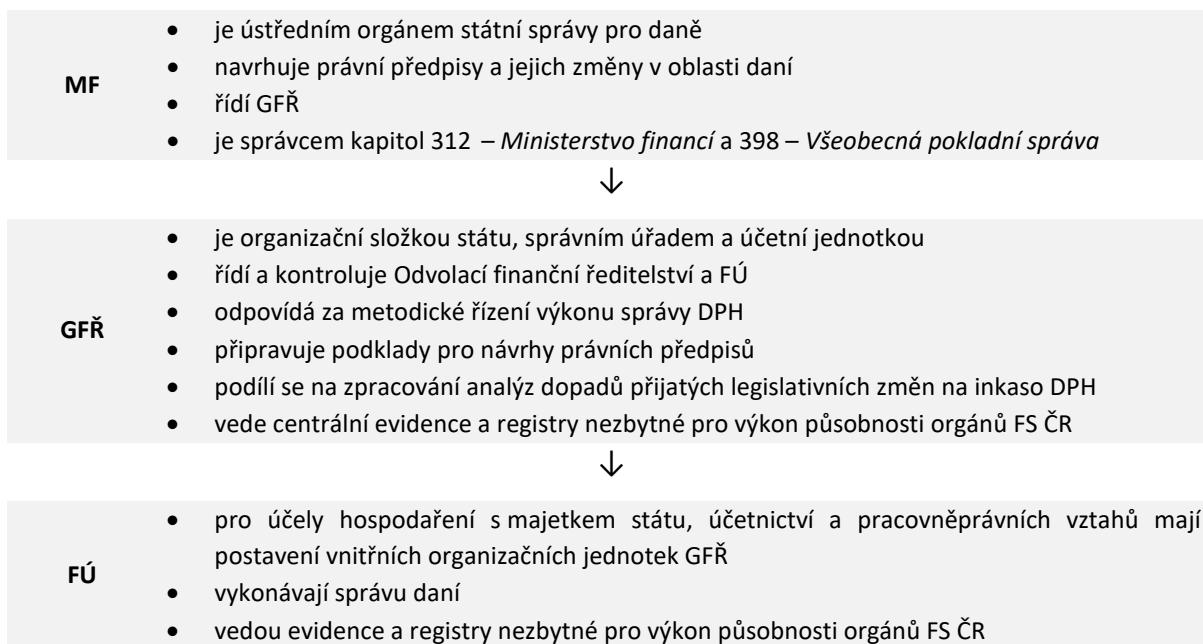 • je ústředním orgánem státní správy pro daně
• navrhuje právní předpisy a jejich změny v oblasti daní
MF
• řídí GFŘ
• je správcem kapitol 312 – Ministerstvo financí a 398 – Všeobecná pokladní správa
↓
• je organizační složkou státu, správním úřadem a účetní jednotkou
• řídí a kontroluje Odvolací finanční ředitelství a FÚ
• odpovídá za metodické řízení výkonu správy DPH
GFŘ
• připravuje podklady pro návrhy právních předpisů
• podílí se na zpracování analýz dopadů přijatých legislativních změn na inkaso DPH
• vede centrální evidence a registry nezbytné pro výkon působnosti orgánů FS ČR
↓
• pro účely hospodaření s majetkem státu, účetnictví a pracovněprávních vztahů mají
postavení vnitřních organizačních jednotek GFŘ
FÚ
• vykonávají správu daní
• vedou evidence a registry nezbytné pro výkon působnosti orgánů FS ČR